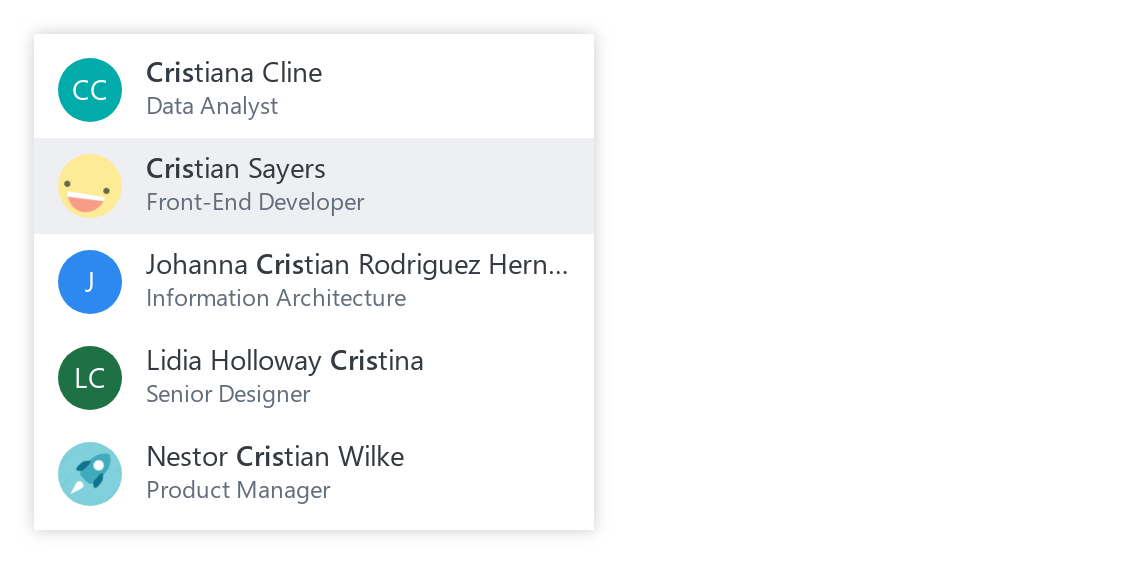 CC
Cristiana Cline
Data Analyst
Cristian Sayers
Front-End Developer
J
Johanna Cristian Rodriguez Hern...
Information Architecture
LC
Lidia Holloway Cristina
Senior Designer
Nestor Cristian Wilke
Product Manager